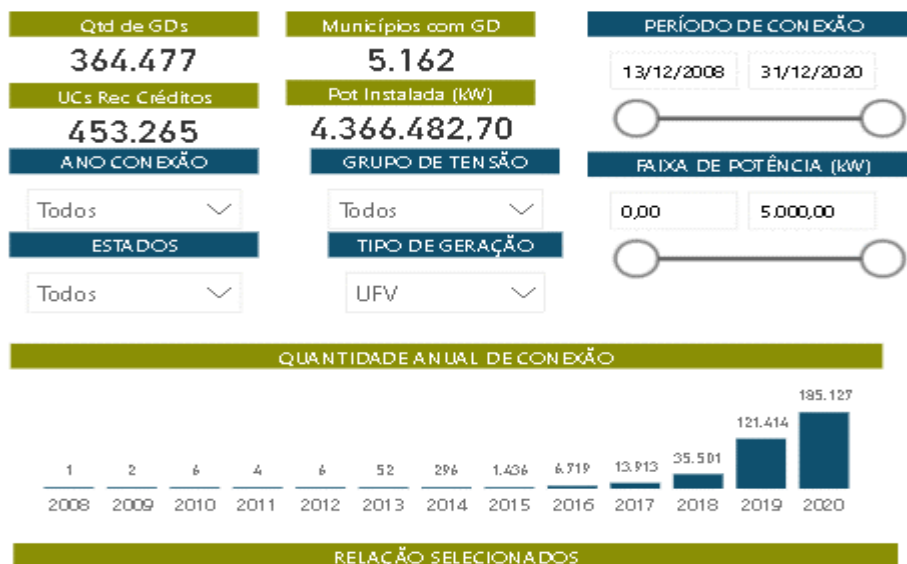 Qtd de GDs
364.477
Municípios com GD
5.162
PERÍODO DE CONEXÃO
13/12/2008 31/12/2020
UCs Rec Créditos
453.265
Pot Instalada (kW)
4.366.482,70
ANO CONEXÃO
Todos
GRUPO DE TENSÃO
Todos
FAIXA DE POTÊNCIA (kW)
0,00 5.000,00
ESTADOS
Todos
TIPO DE GERAÇÃO
UFV
QUANTIDADE ANUAL DE CONEXÃO
1 2 6 4 6 52 296 1.436 6.719 13.913 35.501 121.414 185.127
2008 2009 2010 2011 2012 2013 2014 2015 2016 2017 2018 2019 2020
RELAÇÃO SELECIONADOS